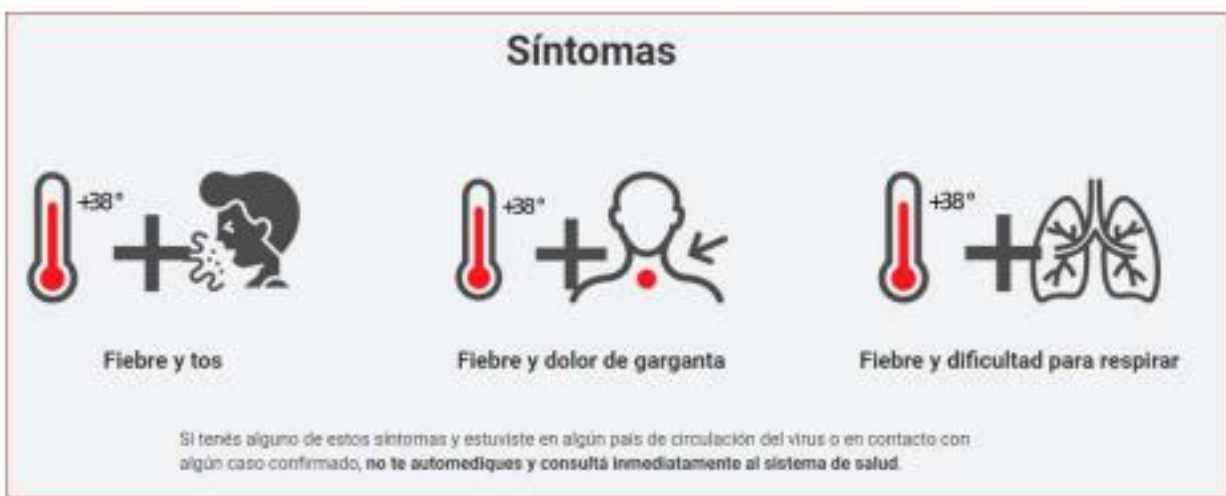 Síntomas
+38° +38° +38°
Fiebre y tos Fiebre y dolor de garganta Fiebre y dificultad para respirar
Si tenés alguno de estos síntomas y estuviste en algún país de circulación del virus o en contacto con
algún caso confirmado, no te automediques y consultá inmediatamente al sistema de salud.